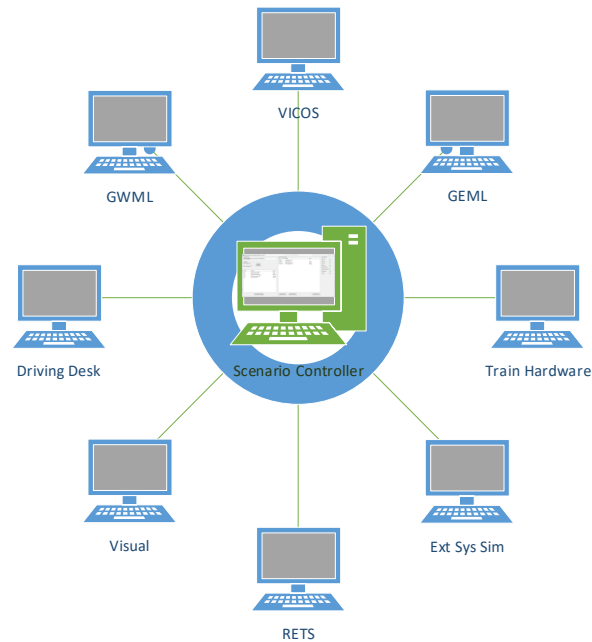 VICOS
GWML
GEML
Driving Desk
Scenario Controller
Train Hardware
Visual
Ext Sys Sim
RETS